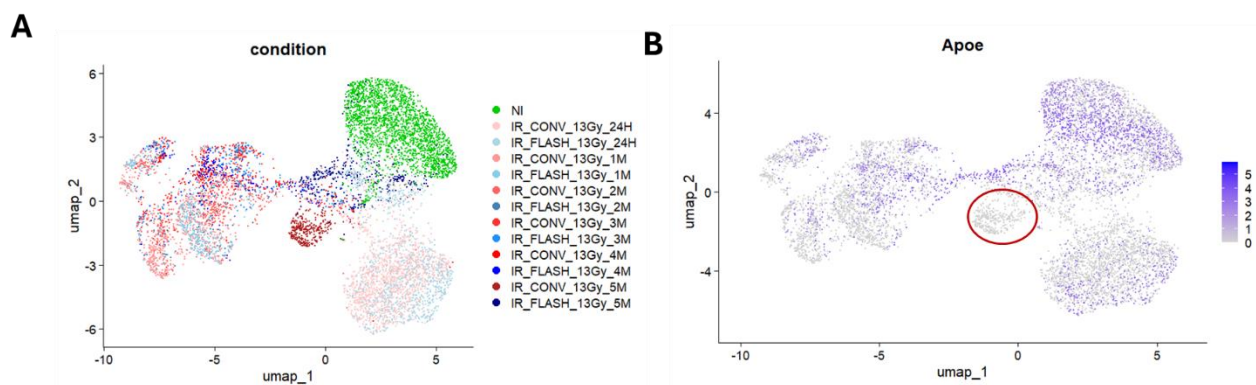 A
condition
umap_2
6
3
0
-3
-6
-10
-5
0
5
umap_1
NI
IR_CONV_13Gy_24H
IR_FLASH_13Gy_24H
IR_CONV_13Gy_1M
IR_FLASH_13Gy_1M
IR_CONV_13Gy_2M
IR_FLASH_13Gy_2M
IR_CONV_13Gy_3M
IR_FLASH_13Gy_3M
IR_CONV_13Gy_4M
IR_FLASH_13Gy_4M
IR_CONV_13Gy_5M
IR_FLASH_13Gy_5M
B
Apoe
umap_2
4
0
-4
-10
-5
0
5
umap_1
5
4
3
2
1
0